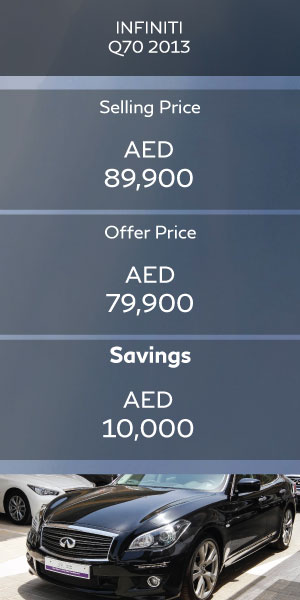 INFINITI
Q70 2013
Selling Price
AED
89,900
Offer Price
AED
79,900
Savings
AED
10,000